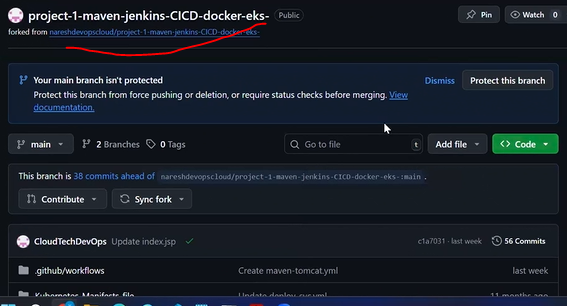 project-1-maven-jenkins-CICD-docker-eks- Public
Pin
Watch 0
forked from nareshdevopscloud/project-1-maven-jenkins-CICD-docker-eks-
Your main branch isn't protected
Dismiss
Protect this branch
Protect this branch from force pushing or deletion, or require status checks before merging. View
documentation.
main
2 Branches
0 Tags
Go to file
t
Add file
Code
This branch is 38 commits ahead of nareshdevopscloud/project-1-maven-jenkins-CICD-docker-eks-:main .
Contribute
Sync fork
CloudTechDevOps Update index.jsp
c1a7031 · last week
56 Commits
.github/workflows
Create maven-tomcat.yml
last week
Kubernetes_Manifests_file
Update deploy_svc.yml
11 months ago